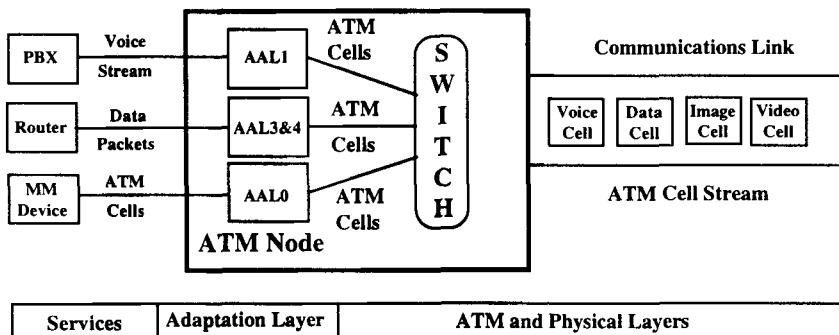 PBX
Voice
Stream
AAL1
ATM
Cells
Router
Data
Packets
AAL3&4
ATM
Cells
MM
Device
ATM
Cells
AAL0
ATM
Cells
SWITCH
ATM Node
Communications Link
Voice
Cell
Data
Cell
Image
Cell
Video
Cell
ATM Cell Stream
Services
Adaptation Layer
ATM and Physical Layers